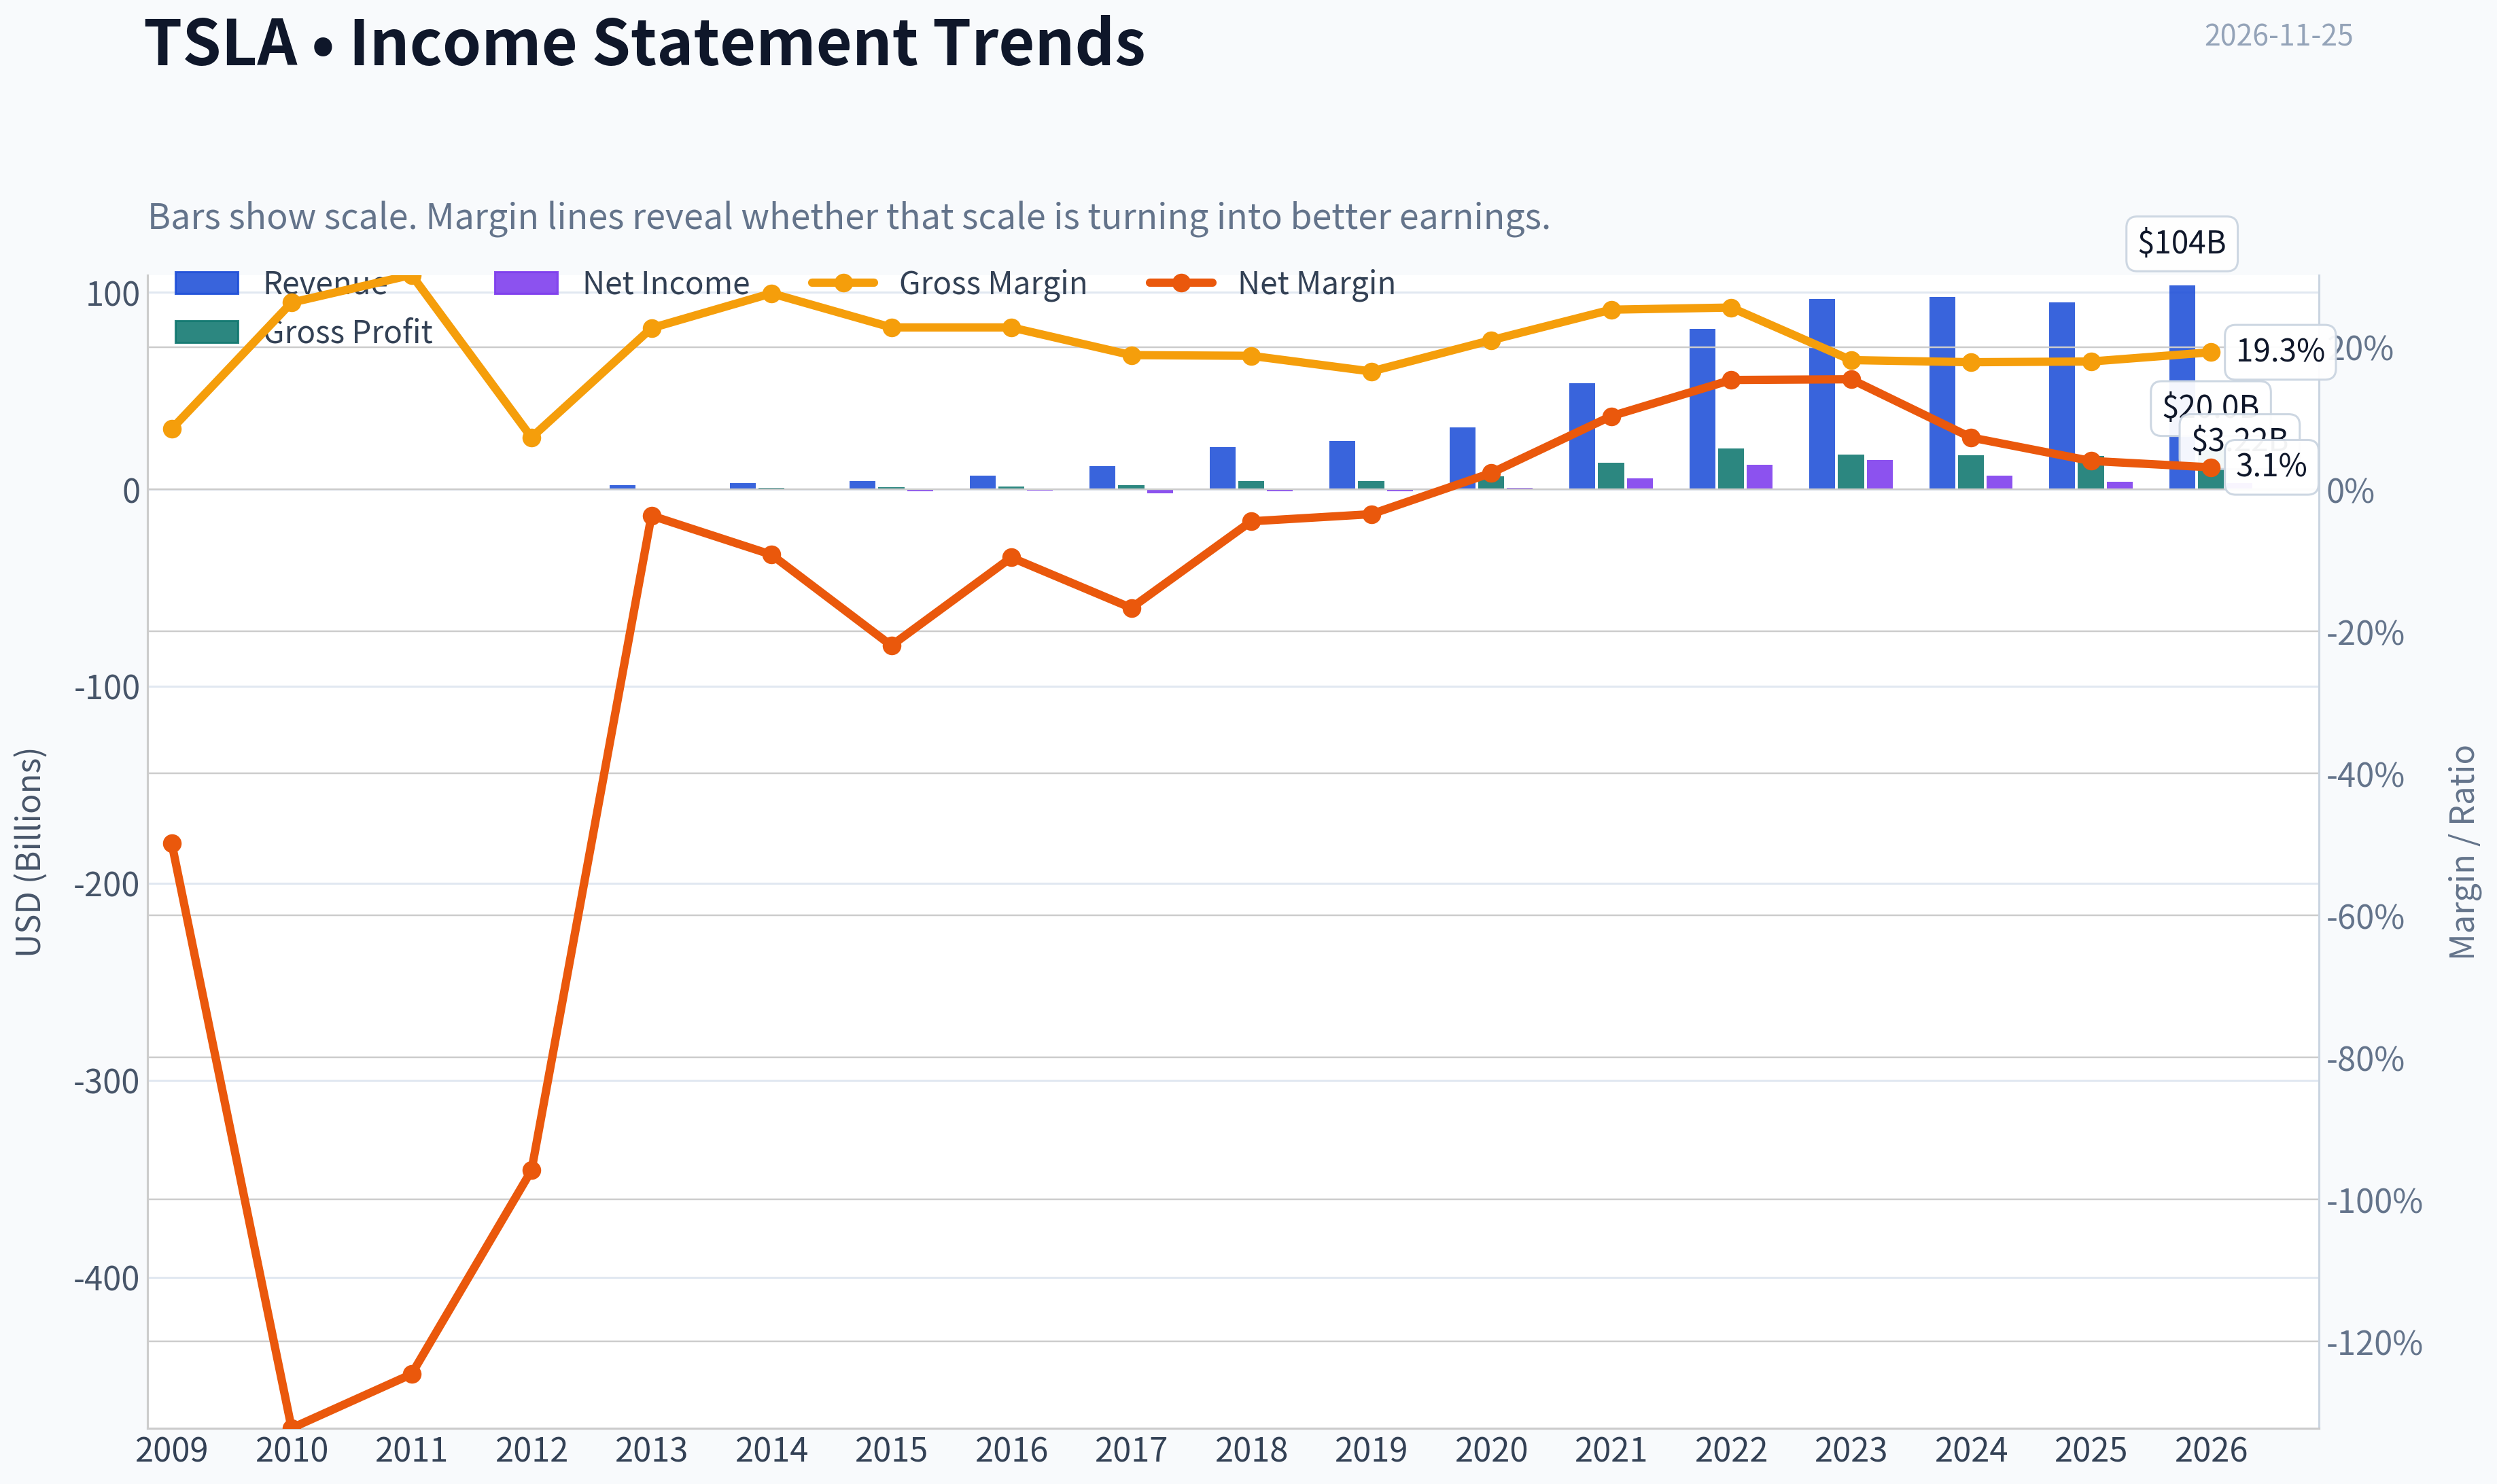 TSLA • Income Statement Trends
2026-11-25
Bars show scale. Margin lines reveal whether that scale is turning into better earnings.
Revenue
Net Income
Gross Margin
Net Margin
Gross Profit
$104B
19.3%
$20.0B
$3.22B
3.1%
100
0
-100
-200
-300
-400
USD (Billions)
20%
0%
-20%
-40%
-60%
-80%
-100%
-120%
Margin / Ratio
2009 2010 2011 2012 2013 2014 2015 2016 2017 2018 2019 2020 2021 2022 2023 2024 2025 2026